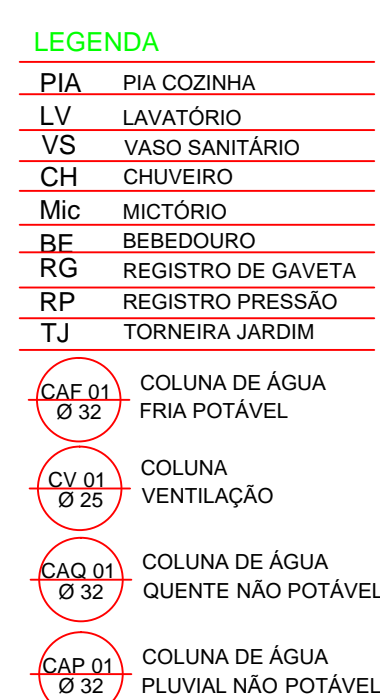 LEGENDA
PIA PIA COZINHA
LV LAVATÓRIO
VS VASO SANITÁRIO
CH CHUVEIRO
Mic MICTÓRIO
BE BEBEDOURO
RG REGISTRO DE GAVETA
RP REGISTRO PRESSÃO
TJ TORNEIRA JARDIM
CAF 01 COLUNA DE ÁGUA
Ø 32 FRIA POTÁVEL
CV 01 COLUNA
Ø 25 VENTILAÇÃO
CAQ 01 COLUNA DE ÁGUA
Ø 32 QUENTE NÃO POTÁVEL
CAP 01 COLUNA DE ÁGUA
Ø 32 PLUVIAL NÃO POTÁVEL